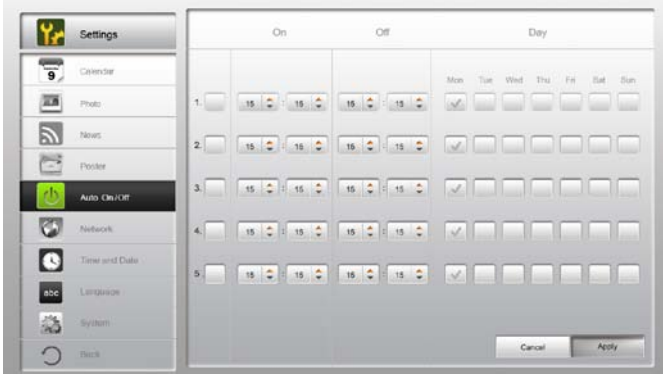 Settings
On Off Day
9
Calendar
Mon Tue Wed Thu Fri Sat Sun
Photo
1. 15 : 15 15 : 15
News
2. 15 : 15 15 : 15
Poster
3. 15 : 15 15 : 15
Auto On/Off
4. 15 : 15 15 : 15
Network
Time and Date
5 15 : 15 15 : 15
abc Language
System
Back
Cancel Apply